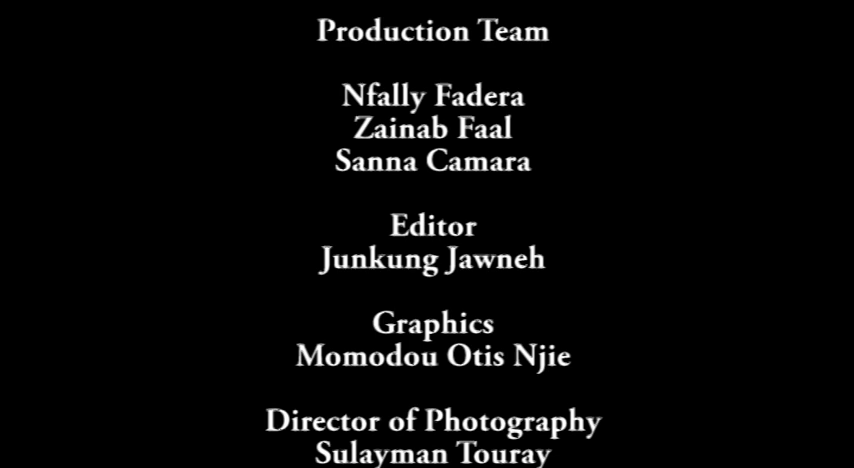 Production Team
Nfally Fadera
Zainab Faal
Sanna Camara
Editor
Junkung Jawneh
Graphics
Momodou Otis Njie
Director of Photography
Sulayman Touray